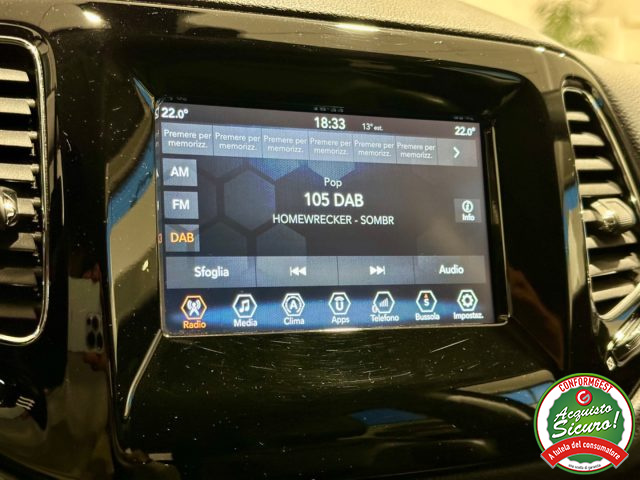 22.0°
18:33
13° est.
22.0°
Premere per memorizz.
Premere per memorizz.
Premere per memorizz.
Premere per memorizz.
Premere per memorizz.
Premere per memorizz.
AM
FM
DAB
Pop
105 DAB
HOMEWRECKER - SOMBR
Info
Sfoglia
Audio
Radio
Media
Clima
Apps
Telefono
Bussola
Impostaz.
CONFORMGEST
Acquisto
Sicuro!
A tutela del consumatore